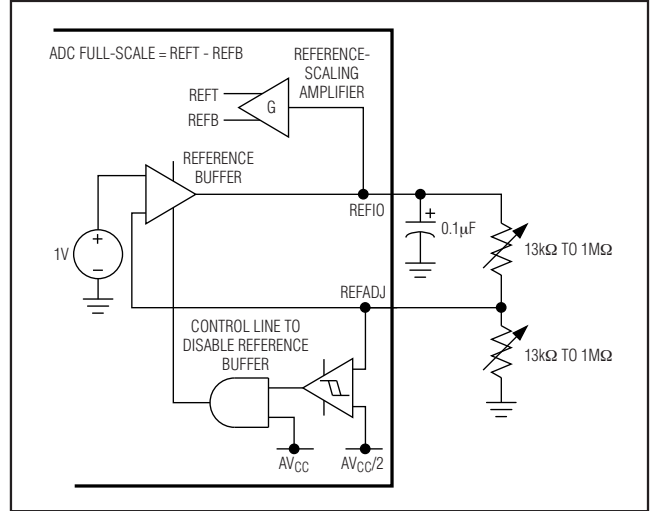 ADC FULL-SCALE = REFT - REFB
REFERENCE-
SCALING
AMPLIFIER
REFT
REFB
G
REFERENCE
BUFFER
REFIO
+
0.1μF
13kΩ TO 1MΩ
1V
+
−
REFADJ
CONTROL LINE TO
DISABLE REFERENCE
BUFFER
13kΩ TO 1MΩ
AVCC
AVCC/2